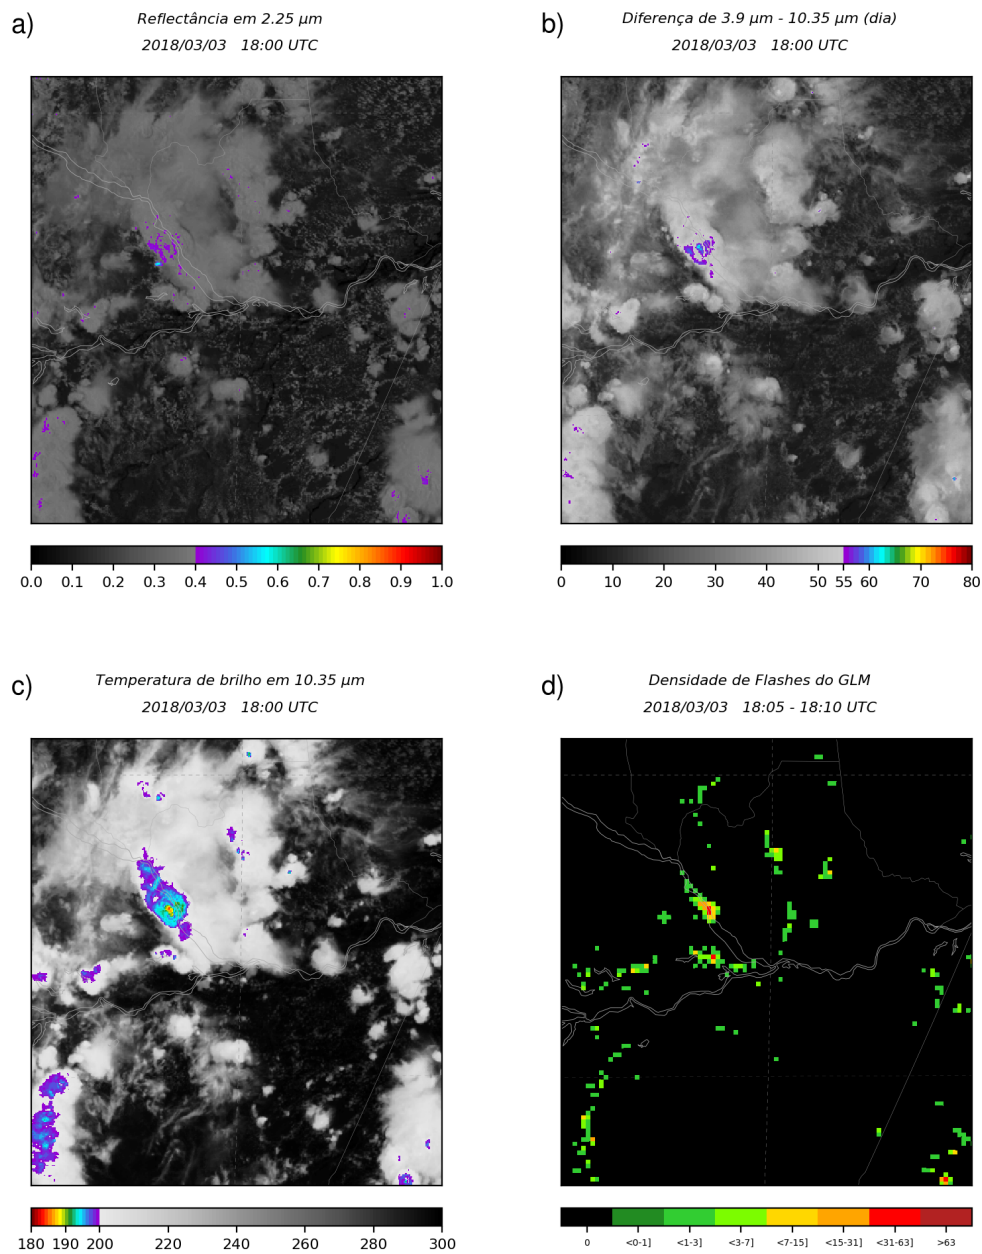 a)
Reflectância em 2.25 µm
2018/03/03 18:00 UTC
0.0 0.1 0.2 0.3 0.4 0.5 0.6 0.7 0.8 0.9 1.0
b)
Diferença de 3.9 µm - 10.35 µm (dia)
2018/03/03 18:00 UTC
0 10 20 30 40 50 55 60 70 80
c)
Temperatura de brilho em 10.35 µm
2018/03/03 18:00 UTC
180 190 200 220 240 260 280 300
d)
Densidade de Flashes do GLM
2018/03/03 18:05 - 18:10 UTC
0 <0-1] <1-3] <3-7] <7-15] <15-31] <31-63] >63